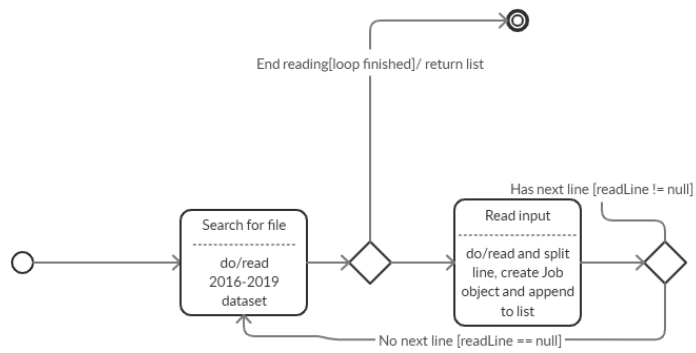 End reading[loop finished]/ return list
Has next line [readLine != null]
Search for file
do/read
2016-2019
dataset
Read input
do/read and split
line, create Job
object and append
to list
No next line [readLine == null]